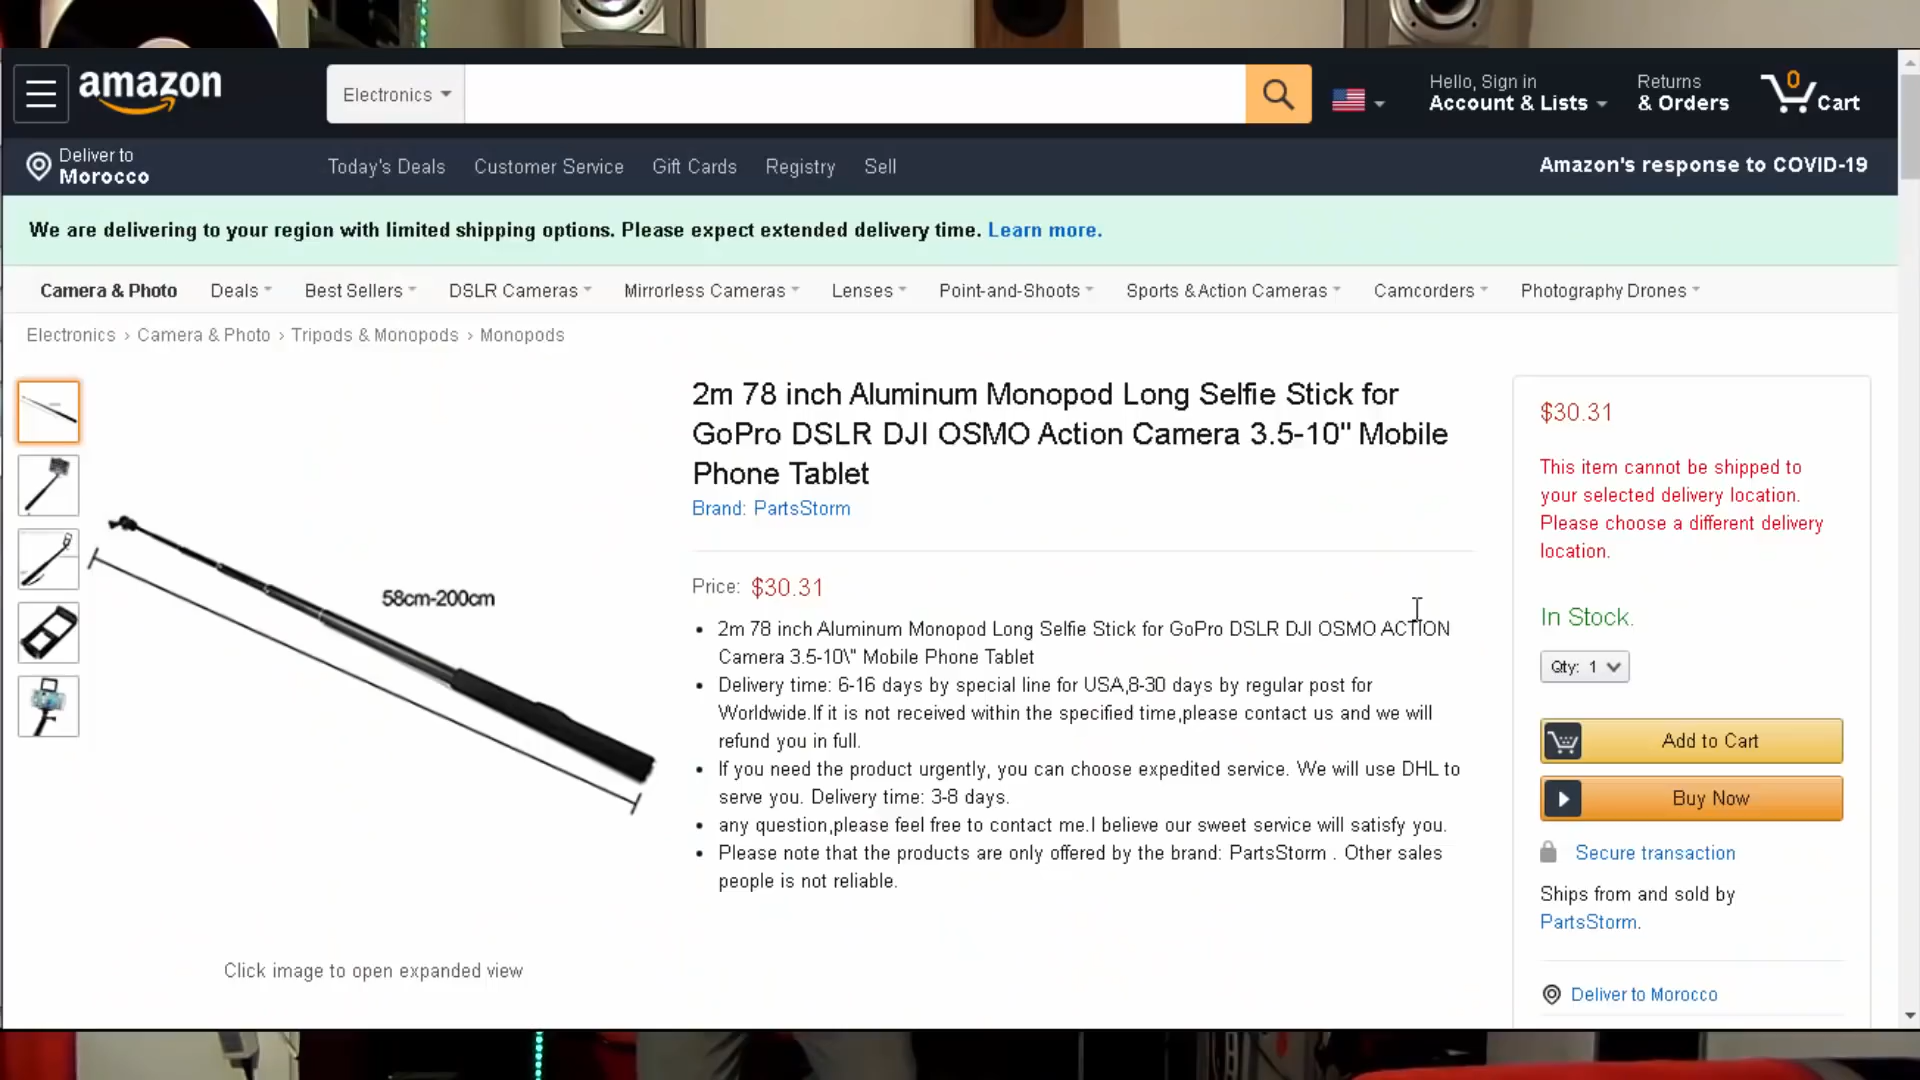 amazon
Electronics
Hello, Sign in
Account & Lists
Returns
& Orders
0
Cart
Deliver to
Morocco
Today's Deals
Customer Service
Gift Cards
Registry
Sell
Amazon's response to COVID-19
We are delivering to your region with limited shipping options. Please expect extended delivery time. Learn more.
Camera & Photo
Deals
Best Sellers
DSLR Cameras
Mirrorless Cameras
Lenses
Point-and-Shoots
Sports & Action Cameras
Camcorders
Photography Drones
Electronics › Camera & Photo › Tripods & Monopods › Monopods
58cm-200cm
Click image to open expanded view
2m 78 inch Aluminum Monopod Long Selfie Stick for
GoPro DSLR DJI OSMO Action Camera 3.5-10" Mobile
Phone Tablet
Brand: PartsStorm
Price: $30.31
• 2m 78 inch Aluminum Monopod Long Selfie Stick for GoPro DSLR DJI OSMO ACTION
Camera 3.5-10\" Mobile Phone Tablet
• Delivery time: 6-16 days by special line for USA,8-30 days by regular post for
Worldwide.If it is not received within the specified time,please contact us and we will
refund you in full.
• If you need the product urgently, you can choose expedited service. We will use DHL to
serve you. Delivery time: 3-8 days.
• any question,please feel free to contact me.I believe our sweet service will satisfy you.
• Please note that the products are only offered by the brand: PartsStorm . Other sales
people is not reliable.
$30.31
This item cannot be shipped to
your selected delivery location.
Please choose a different delivery
location.
In Stock.
Qty: 1
Add to Cart
Buy Now
Secure transaction
Ships from and sold by
PartsStorm.
Deliver to Morocco